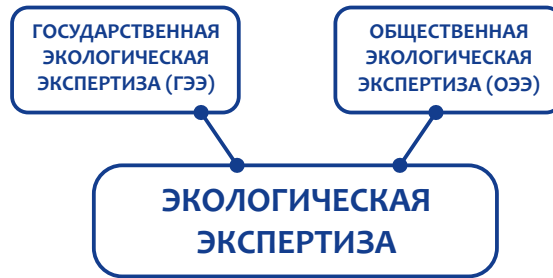 ГОСУДАРСТВЕННАЯ
ЭКОЛОГИЧЕСКАЯ
ЭКСПЕРТИЗА (ГЭЭ)
ОБЩЕСТВЕННАЯ
ЭКОЛОГИЧЕСКАЯ
ЭКСПЕРТИЗА (ОЭЭ)
ЭКОЛОГИЧЕСКАЯ
ЭКСПЕРТИЗА